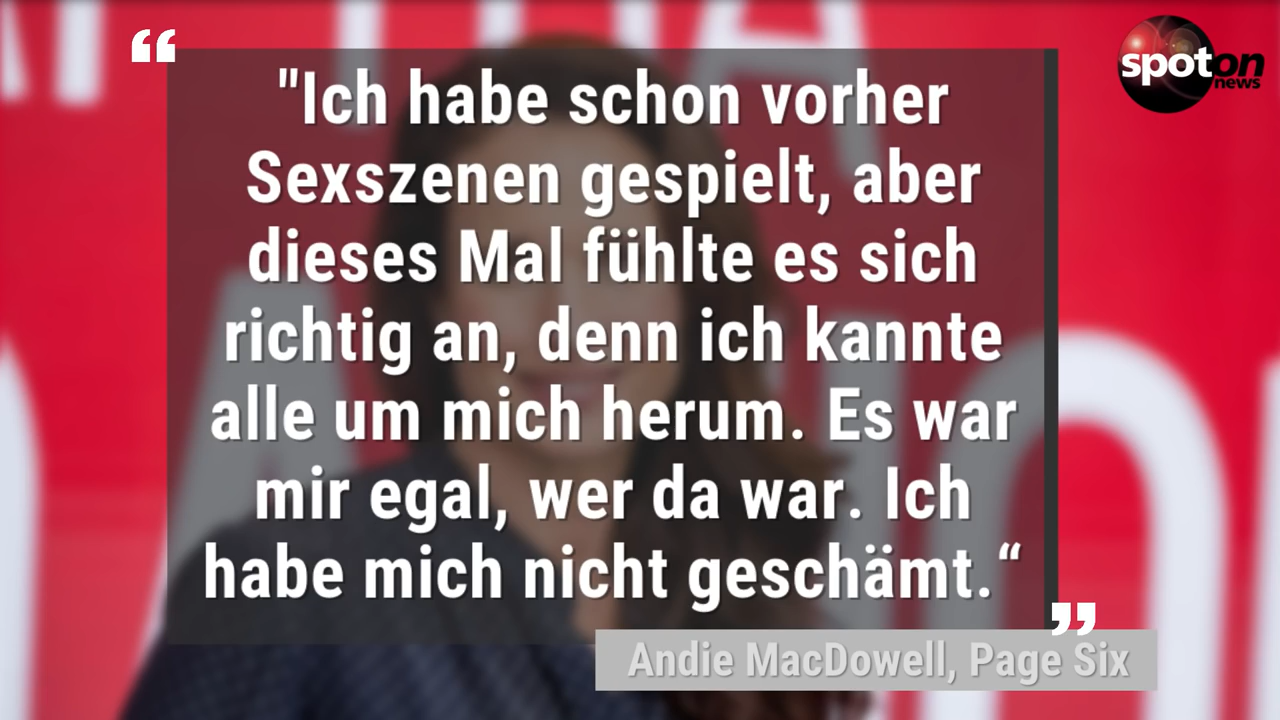 spoton
news
"Ich habe schon vorher
Sexszenen gespielt, aber
dieses Mal fühlte es sich
richtig an, denn ich kannte
alle um mich herum. Es war
mir egal, wer da war. Ich
habe mich nicht geschämt.“
Andie MacDowell, Page Six